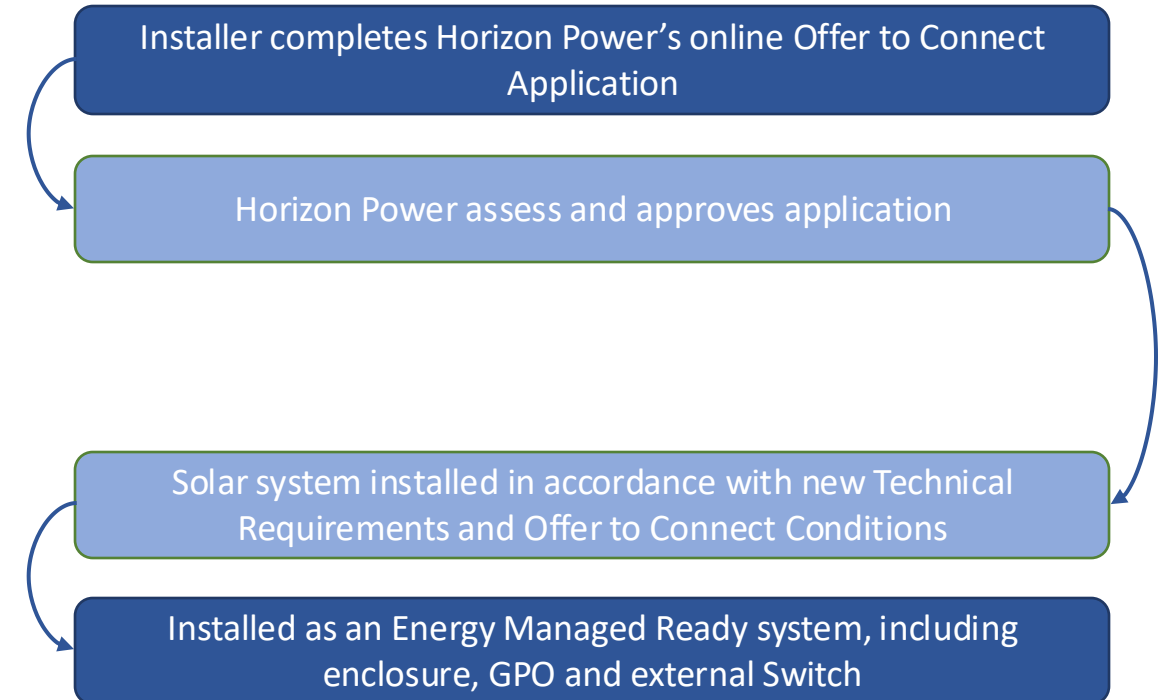 Installer completes Horizon Power’s online Offer to Connect
Application
Horizon Power assess and approves application
Solar system installed in accordance with new Technical
Requirements and Offer to Connect Conditions
Installed as an Energy Managed Ready system, including
enclosure, GPO and external Switch